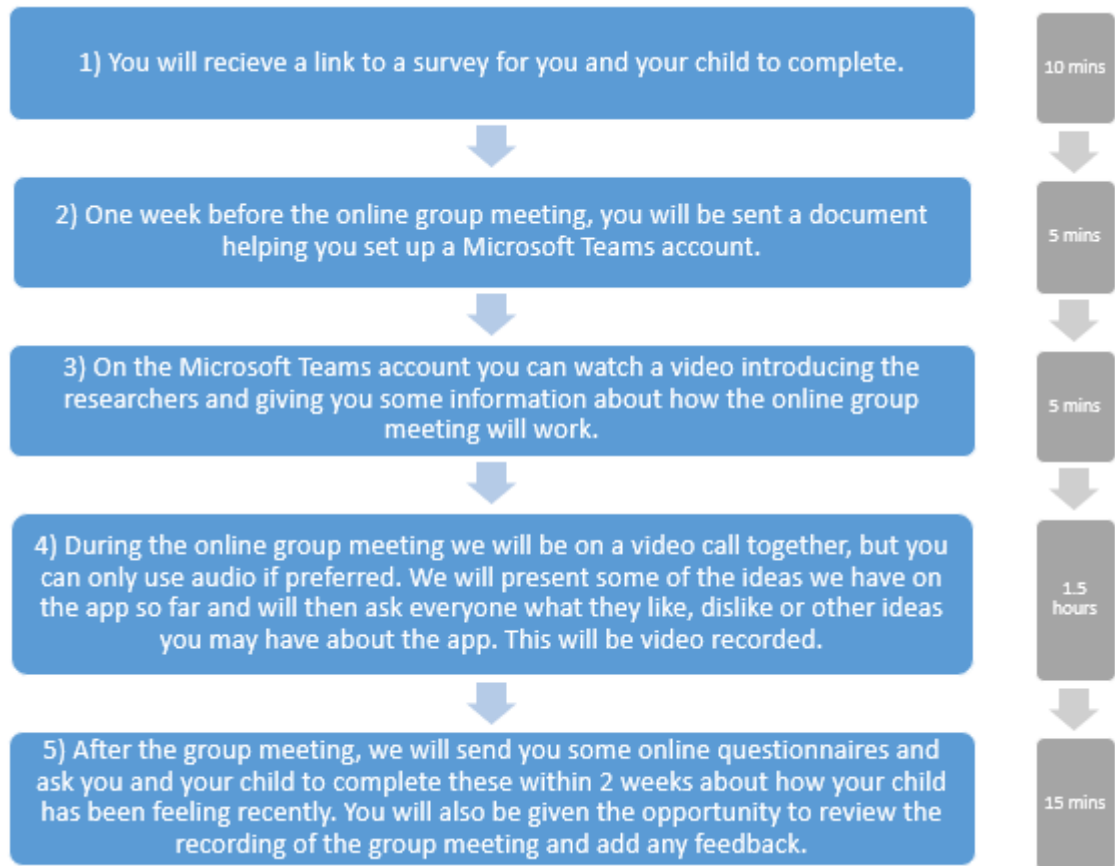 1) You will recieve a link to a survey for you and your child to complete.
10 mins
2) One week before the online group meeting, you will be sent a document
helping you set up a Microsoft Teams account.
5 mins
3) On the Microsoft Teams account you can watch a video introducing the
researchers and giving you some information about how the online group
meeting will work.
5 mins
4) During the online group meeting we will be on a video call together, but you
can only use audio if preferred. We will present some of the ideas we have on
the app so far and will then ask everyone what they like, dislike or other ideas
you may have about the app. This will be video recorded.
1.5
hours
5) After the group meeting, we will send you some online questionnaires and
ask you and your child to complete these within 2 weeks about how your child
has been feeling recently. You will also be given the opportunity to review the
recording of the group meeting and add any feedback.
15 mins